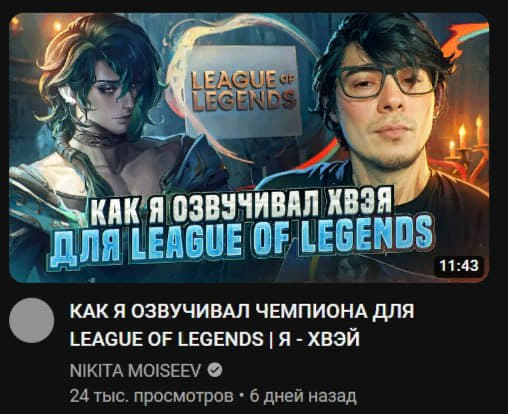 LEAGUE OF
LEGENDS
КАК Я ОЗВУЧИВАЛ ХВЭЯ
ДЛЯ LEAGUE OF LEGENDS
11:43
КАК Я ОЗВУЧИВАЛ ЧЕМПИОНА ДЛЯ
LEAGUE OF LEGENDS | Я - ХВЭЙ
NIKITA MOISEEV
24 тыс. просмотров • 6 дней назад